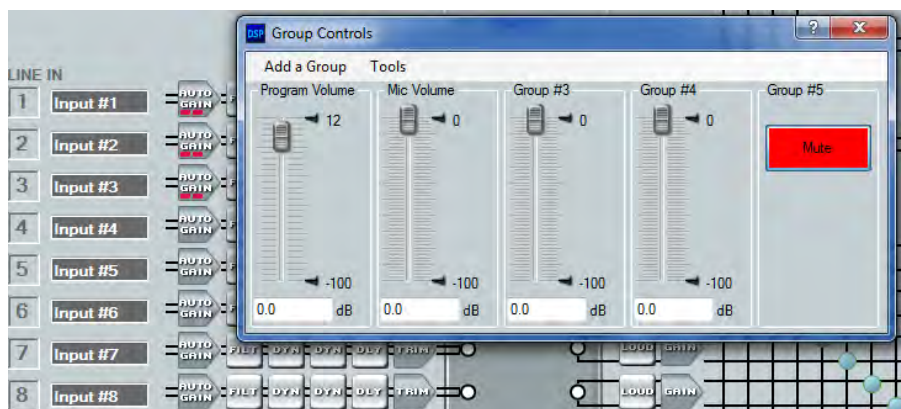 DSP Group Controls ? X
Add a Group Tools
Program Volume Mic Volume Group #3 Group #4 Group #5
12 0 0 0
Mute
-100 -100 -100 -100
0.0 dB 0.0 dB 0.0 dB 0.0 dB
LINE IN
1 Input #1 AUTO GAIN
2 Input #2 AUTO GAIN
3 Input #3 AUTO GAIN
4 Input #4 AUTO GAIN
5 Input #5 AUTO GAIN
6 Input #6 AUTO GAIN
7 Input #7 AUTO GAIN FILT DYN DYN DLY TRIM LOUD GAIN
8 Input #8 AUTO GAIN FILT DYN DYN DLY TRIM LOUD GAIN